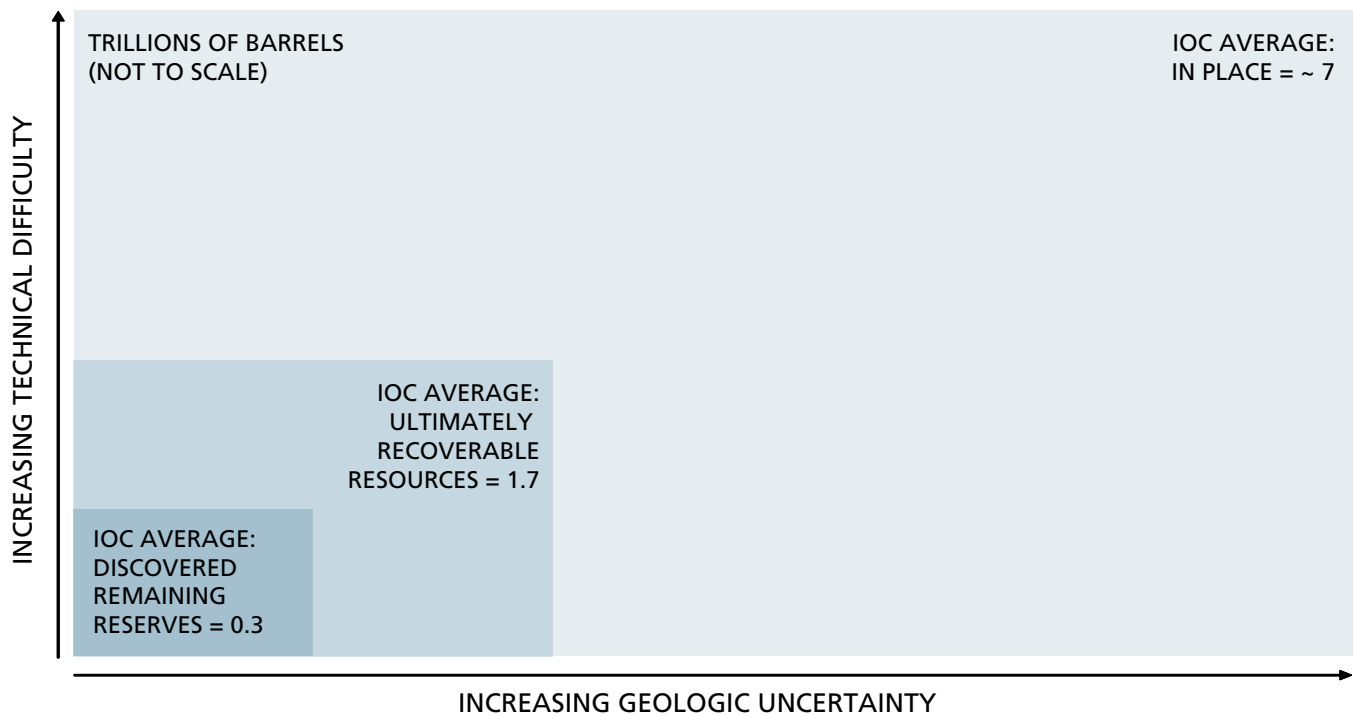 TRILLIONS OF BARRELS
(NOT TO SCALE)
IOC AVERAGE:
IN PLACE = ~ 7
INCREASING TECHNICAL DIFFICULTY
IOC AVERAGE:
ULTIMATELY
RECOVERABLE
RESOURCES = 1.7
IOC AVERAGE:
DISCOVERED
REMAINING
RESERVES = 0.3
INCREASING GEOLOGIC UNCERTAINTY